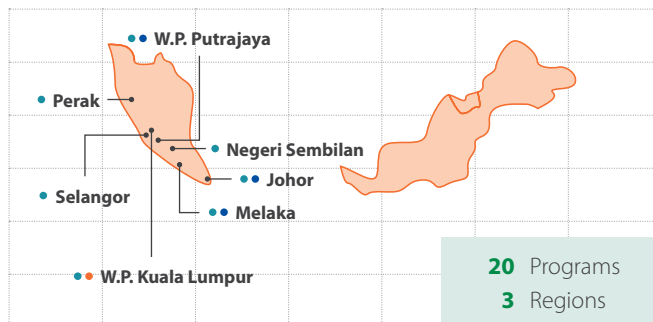 W.P. Putrajaya
Perak
Negeri Sembilan
Johor
Selangor
Melaka
W.P. Kuala Lumpur
20 Programs
3 Regions